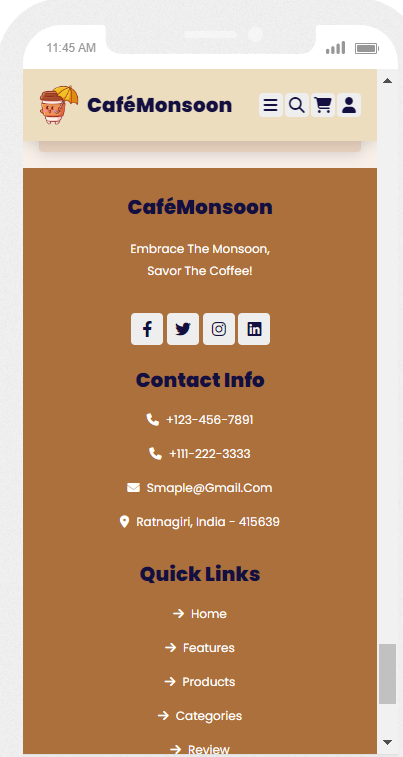 11:45 AM
CaféMonsoon
CaféMonsoon
Embrace The Monsoon,
Savor The Coffee!
Contact Info
+123-456-7891
+111-222-3333
Smaple@Gmail.Com
Ratnagiri, India - 415639
Quick Links
Home
Features
Products
Categories
Review